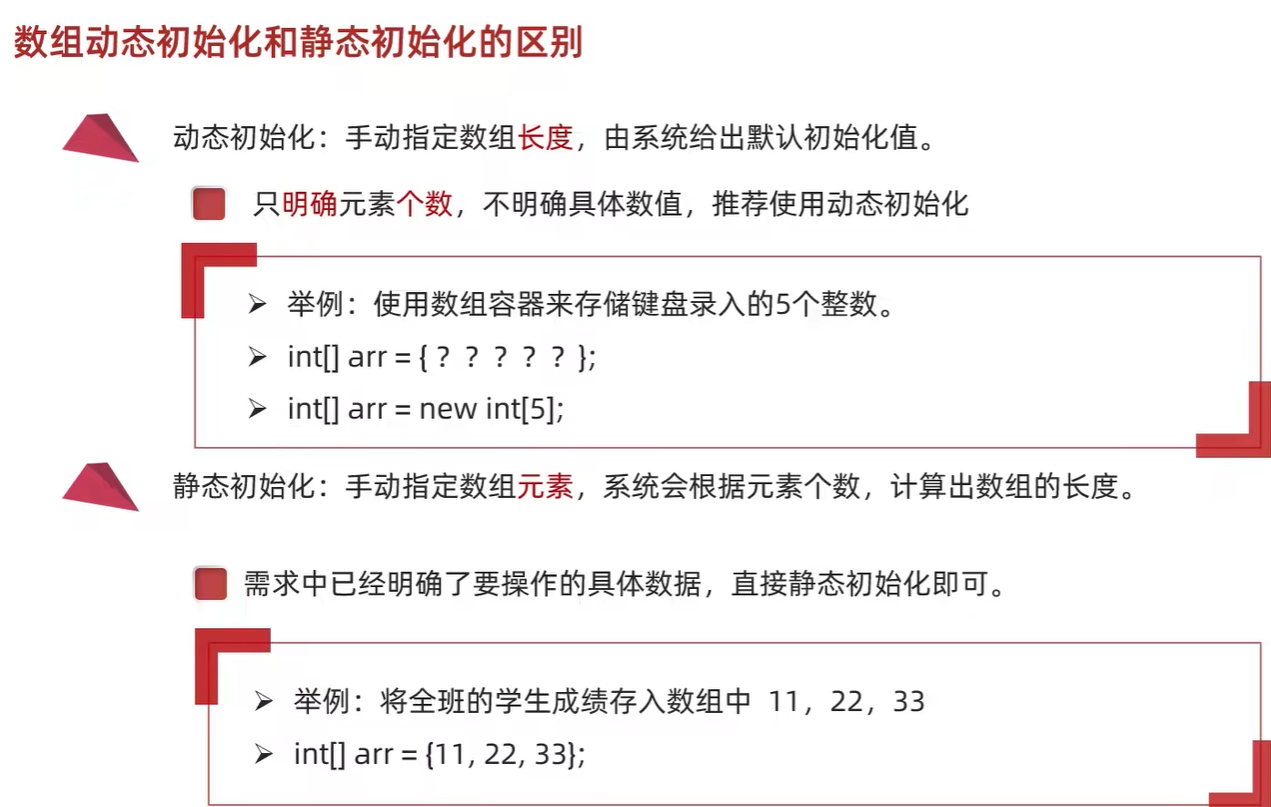 数组动态初始化和静态初始化的区别
动态初始化：手动指定数组长度，由系统给出默认初始化值。
只明确元素个数，不明确具体数值，推荐使用动态初始化
➢ 举例：使用数组容器来存储键盘录入的5个整数。
➢ int[] arr = { ？？？？？};
➢ int[] arr = new int[5];
静态初始化：手动指定数组元素，系统会根据元素个数，计算出数组的长度。
需求中已经明确了要操作的具体数据，直接静态初始化即可。
➢ 举例：将全班的学生成绩存入数组中 11，22，33
➢ int[] arr = {11, 22, 33};